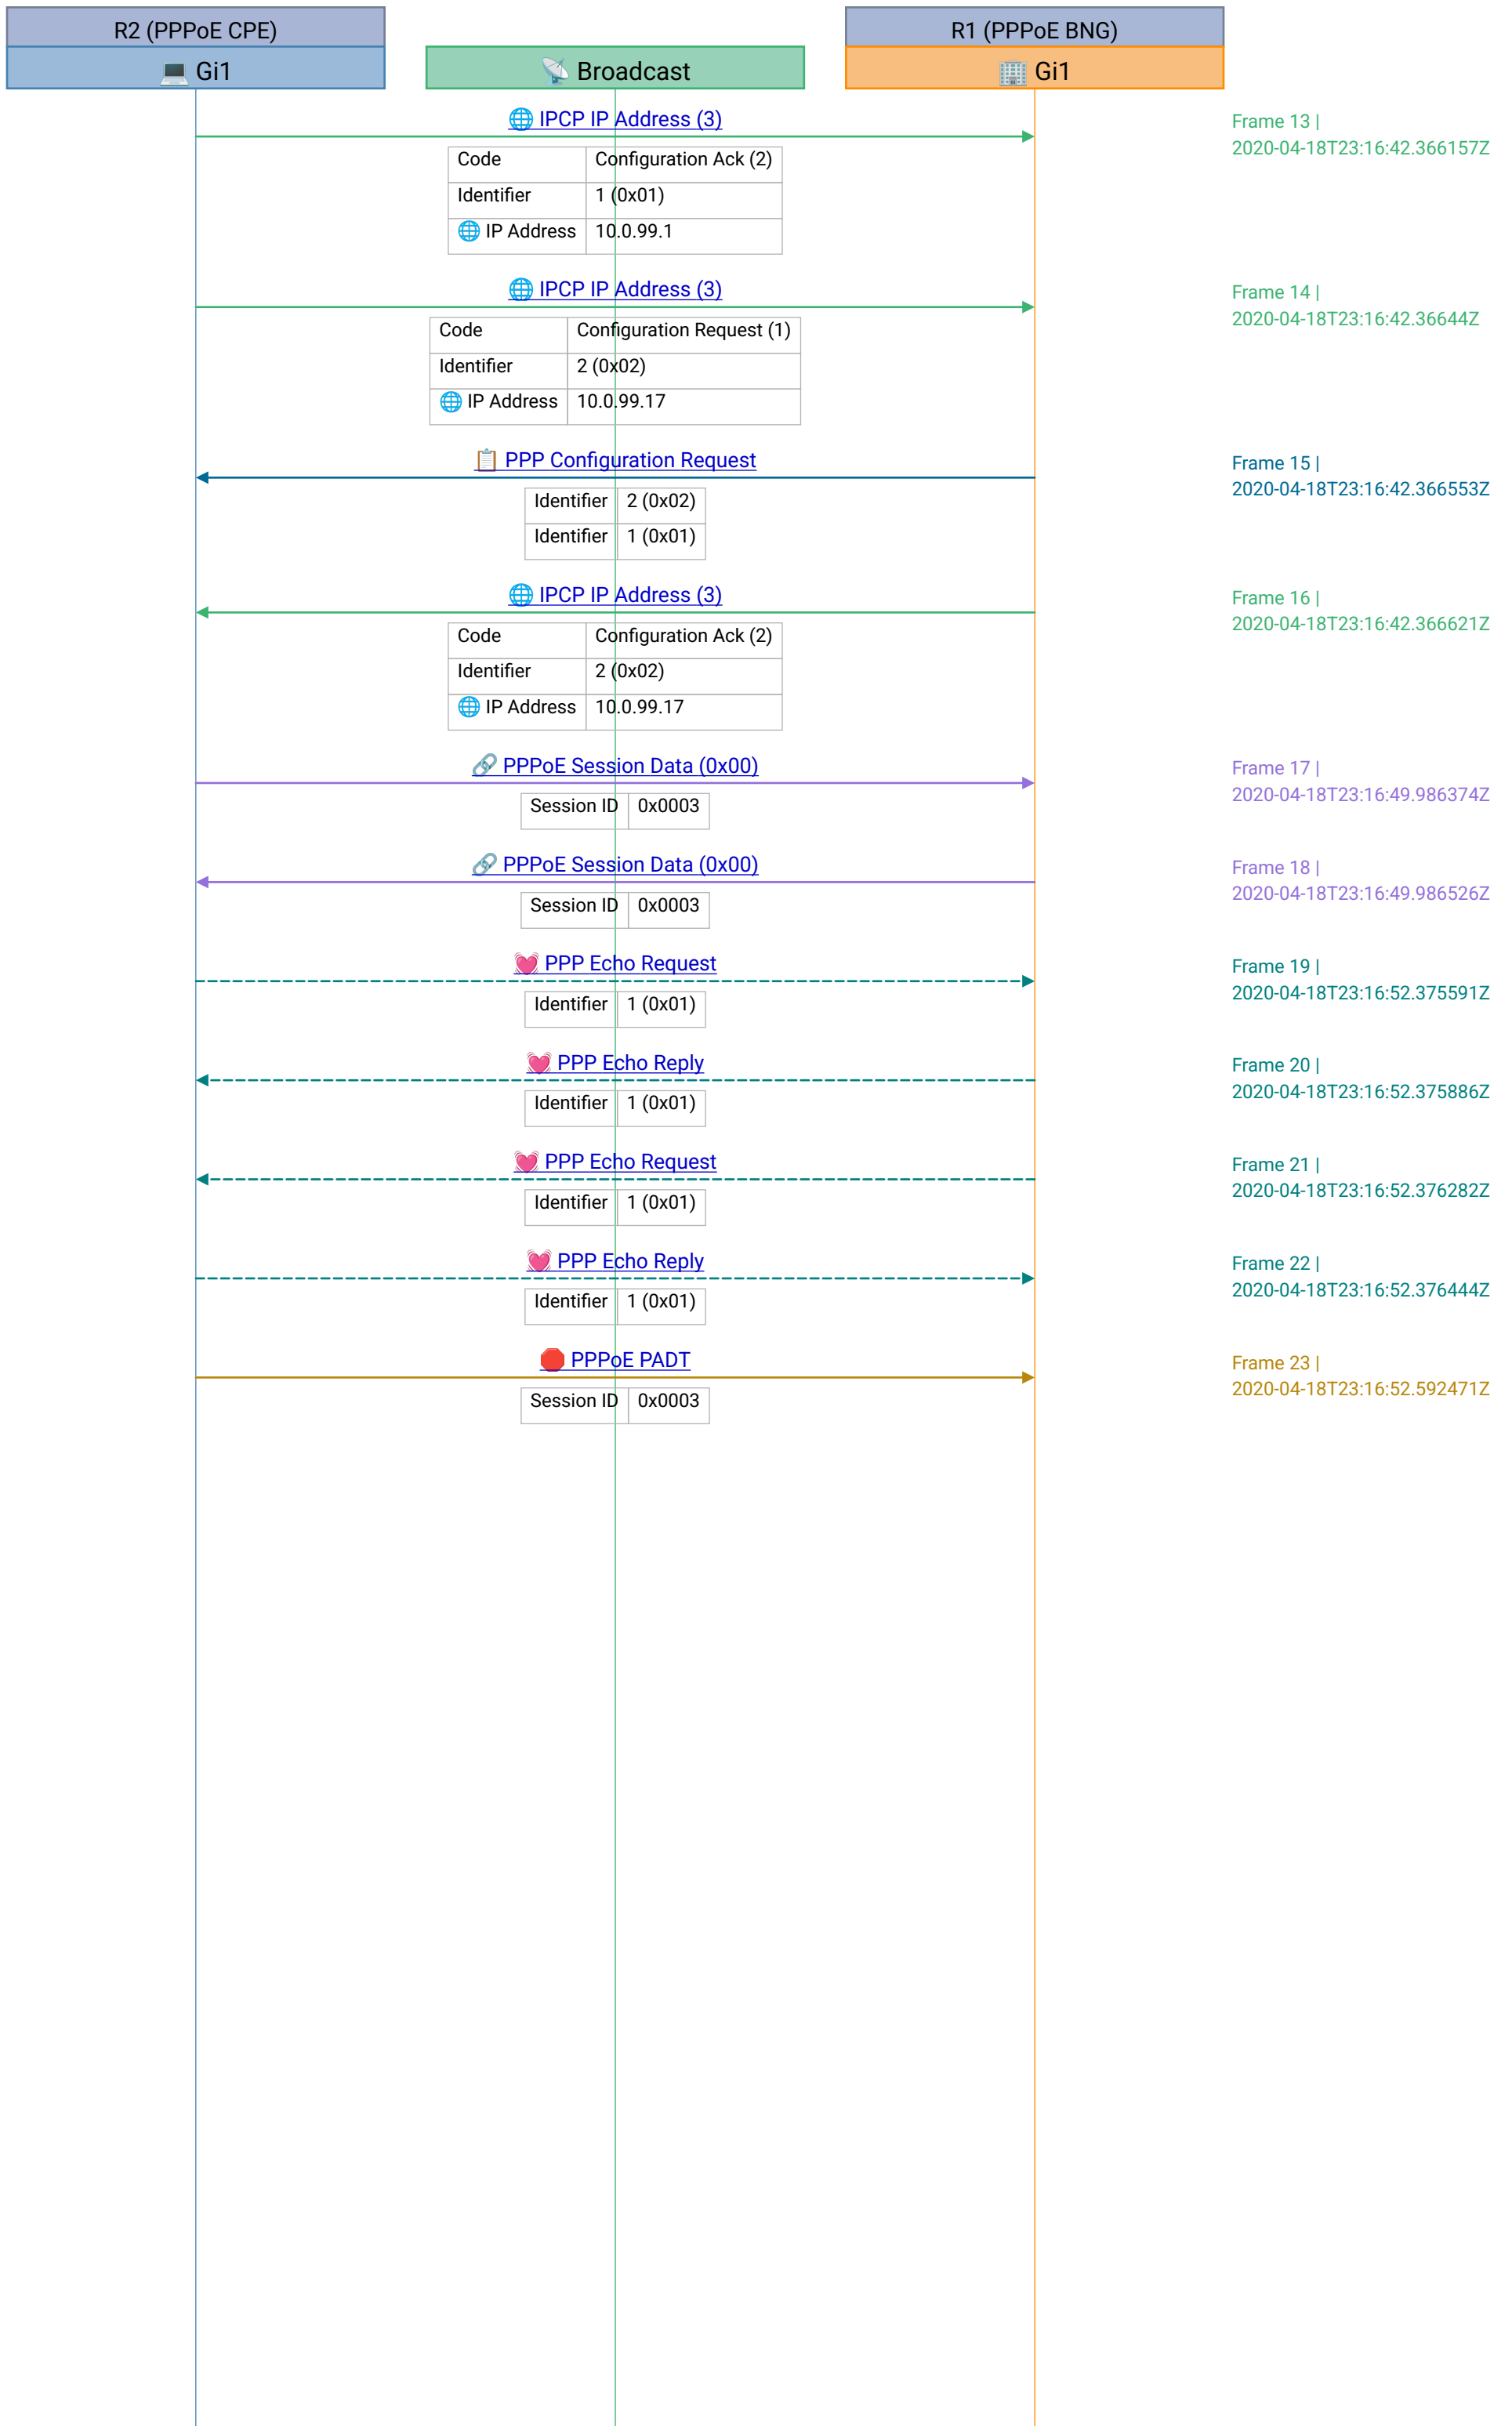 R2 (PPPoE CPE)
R1 (PPPoE BNG)
💻 Gi1
📡 Broadcast
🏢 Gi1
🌐 IPCP IP Address (3)
Frame 13 |
2020-04-18T23:16:42.366157Z
Code Configuration Ack (2)
Identifier 1 (0x01)
🌐 IP Address 10.0.99.1
🌐 IPCP IP Address (3)
Frame 14 |
2020-04-18T23:16:42.36644Z
Code Configuration Request (1)
Identifier 2 (0x02)
🌐 IP Address 10.0.99.17
📋 PPP Configuration Request
Frame 15 |
2020-04-18T23:16:42.366553Z
Identifier 2 (0x02)
Identifier 1 (0x01)
🌐 IPCP IP Address (3)
Frame 16 |
2020-04-18T23:16:42.366621Z
Code Configuration Ack (2)
Identifier 2 (0x02)
🌐 IP Address 10.0.99.17
🔗 PPPoE Session Data (0x00)
Frame 17 |
2020-04-18T23:16:49.986374Z
Session ID 0x0003
🔗 PPPoE Session Data (0x00)
Frame 18 |
2020-04-18T23:16:49.986526Z
Session ID 0x0003
💓 PPP Echo Request
Frame 19 |
2020-04-18T23:16:52.375591Z
Identifier 1 (0x01)
💓 PPP Echo Reply
Frame 20 |
2020-04-18T23:16:52.375886Z
Identifier 1 (0x01)
💓 PPP Echo Request
Frame 21 |
2020-04-18T23:16:52.376282Z
Identifier 1 (0x01)
💓 PPP Echo Reply
Frame 22 |
2020-04-18T23:16:52.376444Z
Identifier 1 (0x01)
🛑 PPPoE PADT
Frame 23 |
2020-04-18T23:16:52.592471Z
Session ID 0x0003